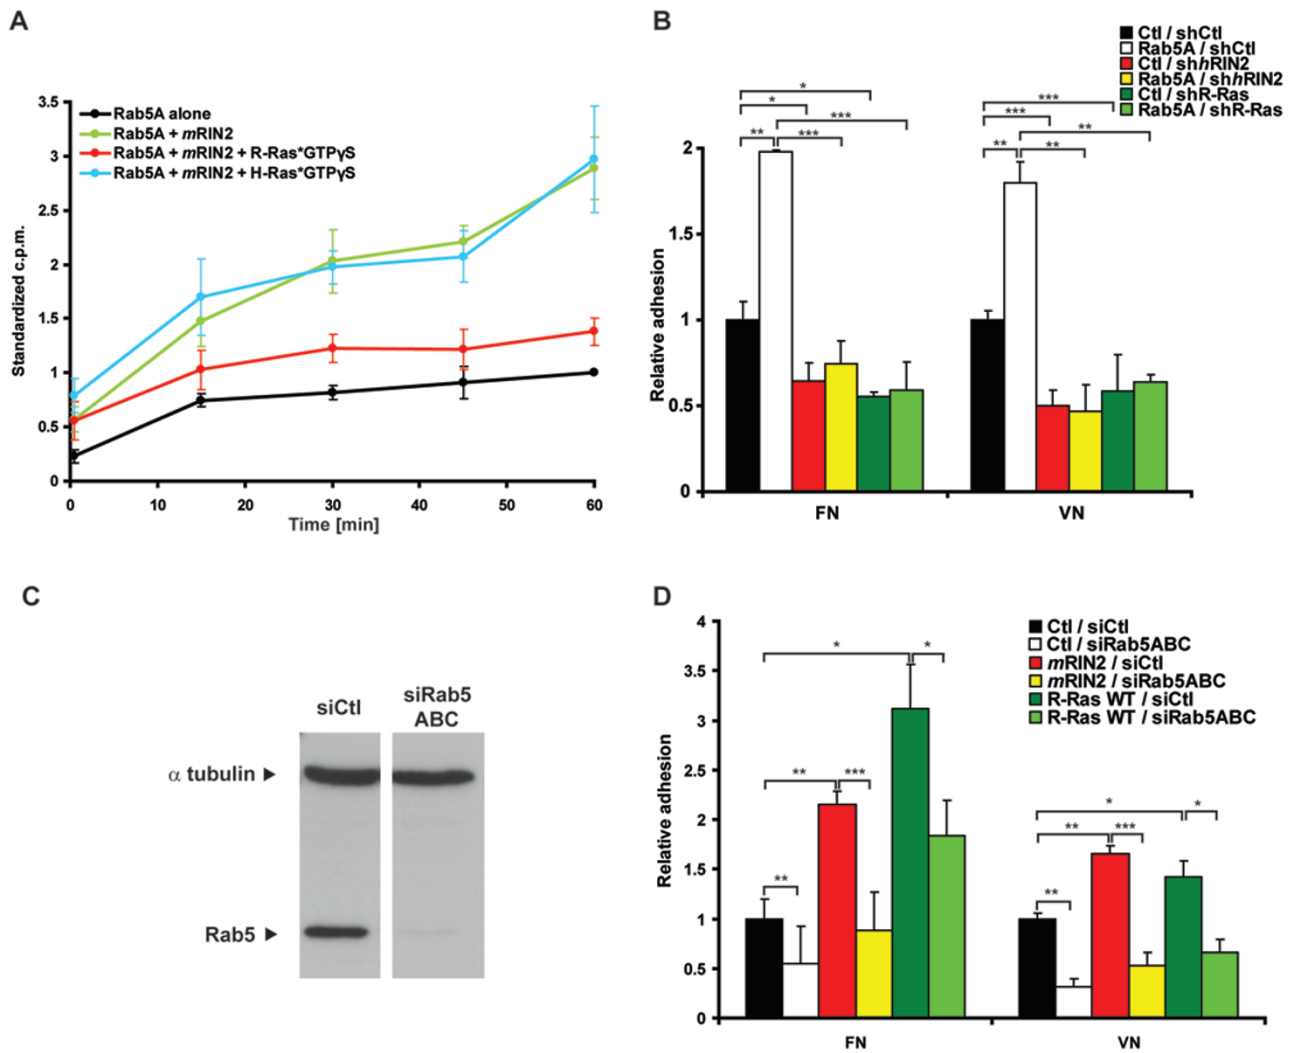 A
Rab5A alone
Rab5A + mRIN2
Rab5A + mRIN2 + R-Ras*GTPγS
Rab5A + mRIN2 + H-Ras*GTPγS
Standardized c.p.m.
3.5
3
2.5
2
1.5
1
0.5
0
0 10 20 30 40 50 60
Time [min]
B
Ctl / shCtl
Rab5A / shCtl
Ctl / shhRIN2
Rab5A / shhRIN2
Ctl / shR-Ras
Rab5A / shR-Ras
*
*
***
** ***
***
***
**
** **
Relative adhesion
2
1.5
1
0.5
0
FN VN
C
siCtl
siRab5
ABC
α tubulin
Rab5
D
Ctl / siCtl
Ctl / siRab5ABC
mRIN2 / siCtl
mRIN2 / siRab5ABC
R-Ras WT / siCtl
R-Ras WT / siRab5ABC
* *
** ***
**
* *
** ***
**
Relative adhesion
4
3.5
3
2.5
2
1.5
1
0.5
0
FN VN